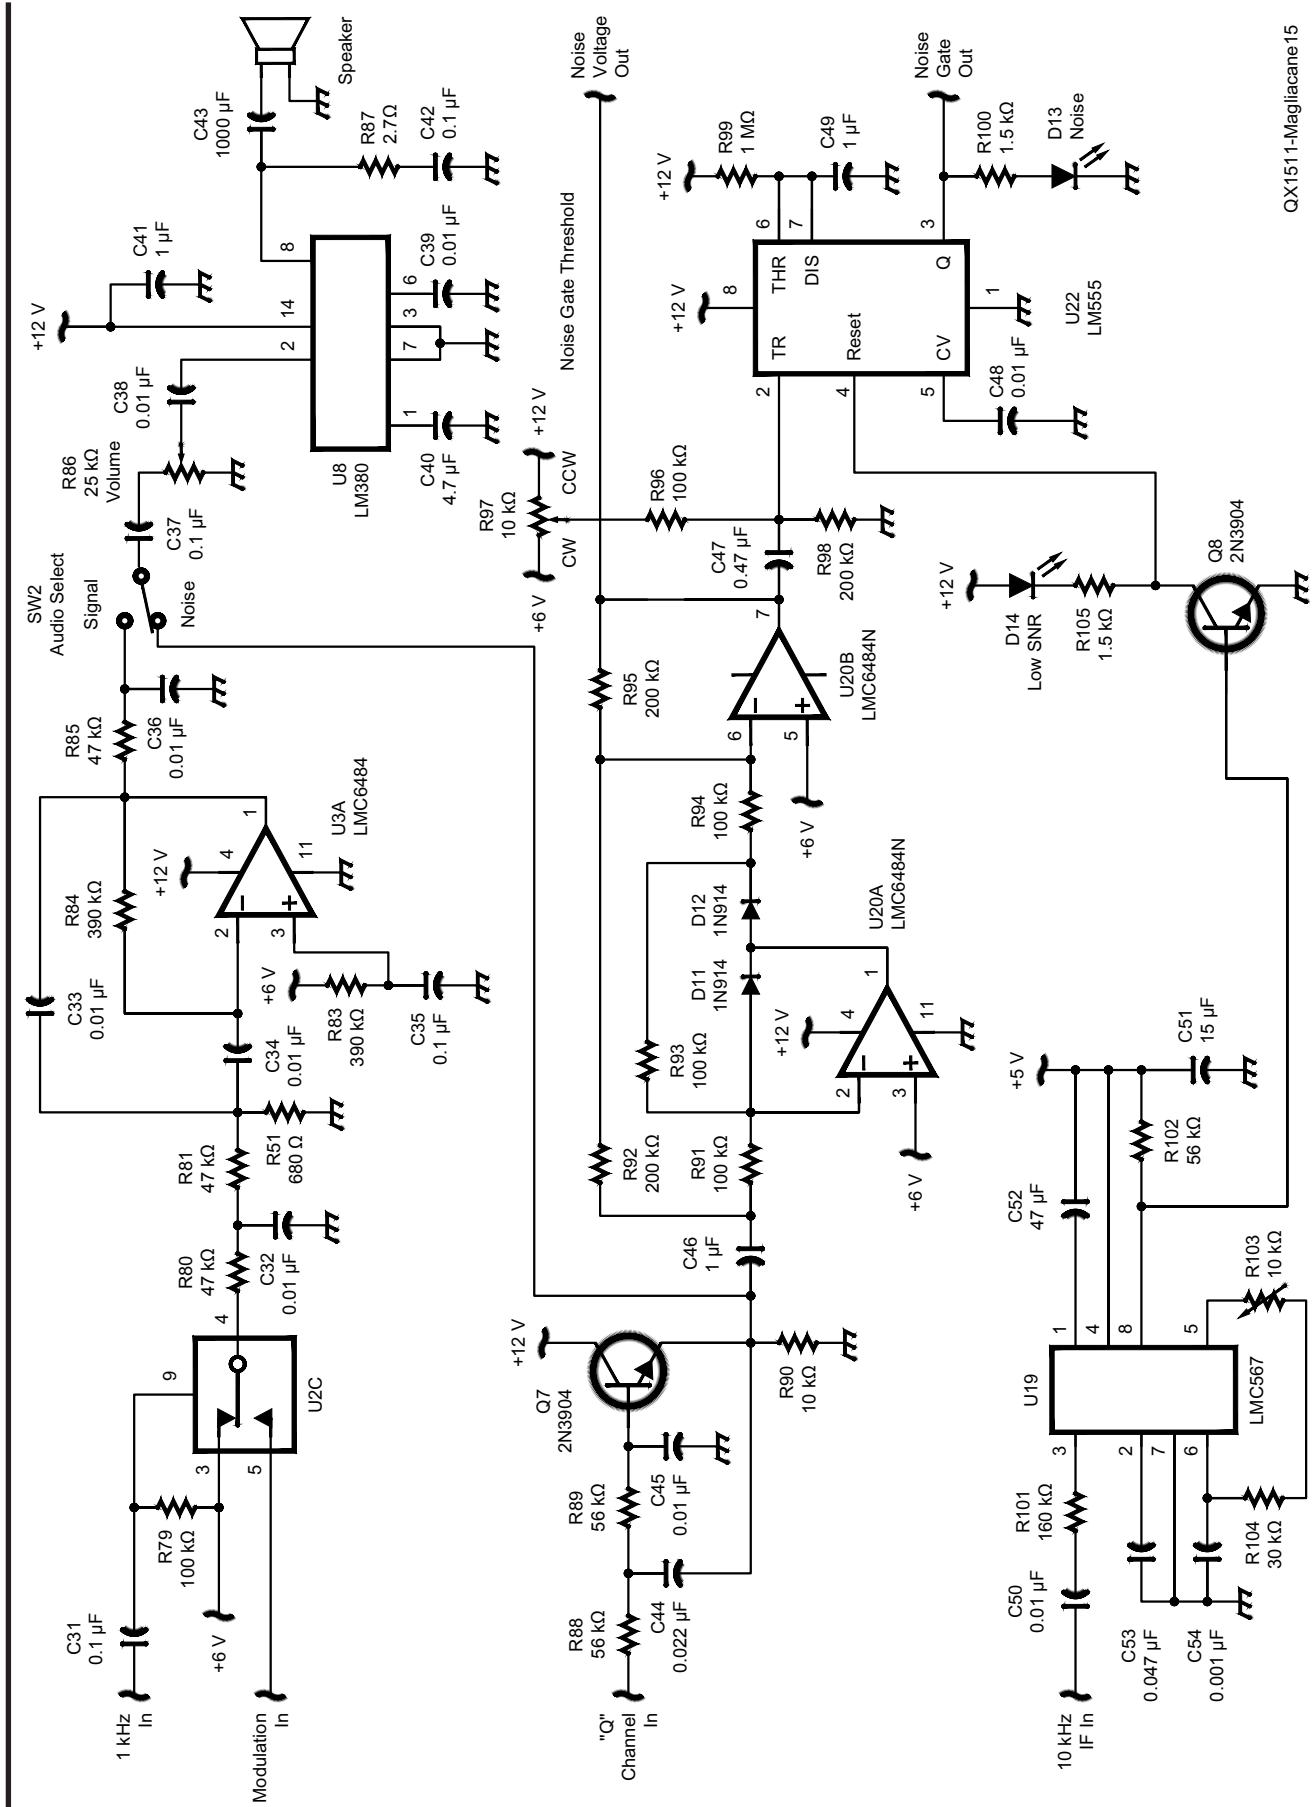 1 kHz
In
C31
0.1 µF
R79
100 kΩ
+6 V
Modulation
In
9
3
5
4
U2C
R80
47 kΩ
C32
0.01 µF
R81
47 kΩ
R51
680 Ω
C33
0.01 µF
C34
0.01 µF
R84
390 kΩ
+6 V
R83
390 kΩ
C35
0.1 µF
+12 V
2
3
4
11
1
U3A
LMC6484
R85
47 kΩ
C36
0.01 µF
SW2
Audio Select
Signal
Noise
C37
0.1 µF
R86
25 kΩ
Volume
C38
0.01 µF
+12 V
C41
1 µF
2
14
8
1
7
3
6
U8
LM380
C40
4.7 µF
C39
0.01 µF
C43
1000 µF
R87
2.7Ω
C42
0.1 µF
Speaker
"Q"
Channel
In
R88
56 kΩ
C44
0.022 µF
R89
56 kΩ
C45
0.01 µF
Q7
2N3904
+12 V
R90
10 kΩ
C46
1 µF
R92
200 kΩ
R91
100 kΩ
R93
100 kΩ
D11
1N914
D12
1N914
+12 V
+6 V
2
3
4
11
1
U20A
LMC6484N
R94
100 kΩ
R95
200 kΩ
+6 V
6
5
7
U20B
LMC6484N
C47
0.47 µF
R97
10 kΩ
+6 V
CW
CCW
+12 V
Noise Gate Threshold
R96
100 kΩ
R98
200 kΩ
Noise
Voltage
Out
+12 V
+12 V
R99
1 MΩ
C49
1 µF
8
2
TR
4
Reset
5
CV
6
THR
7
DIS
3
Q
1
U22
LM555
C48
0.01 µF
Noise
Gate
Out
R100
1.5 kΩ
D13
Noise
+12 V
D14
Low SNR
R105
1.5 kΩ
Q8
2N3904
10 kHz
IF In
C50
0.01 µF
R101
160 kΩ
C53
0.047 µF
C54
0.001 µF
3
2
7
6
1
4
8
5
U19
LMC567
R104
30 kΩ
R103
10 kΩ
C52
47 µF
R102
56 kΩ
+5 V
C51
15 µF
QX1511-Magliacane15